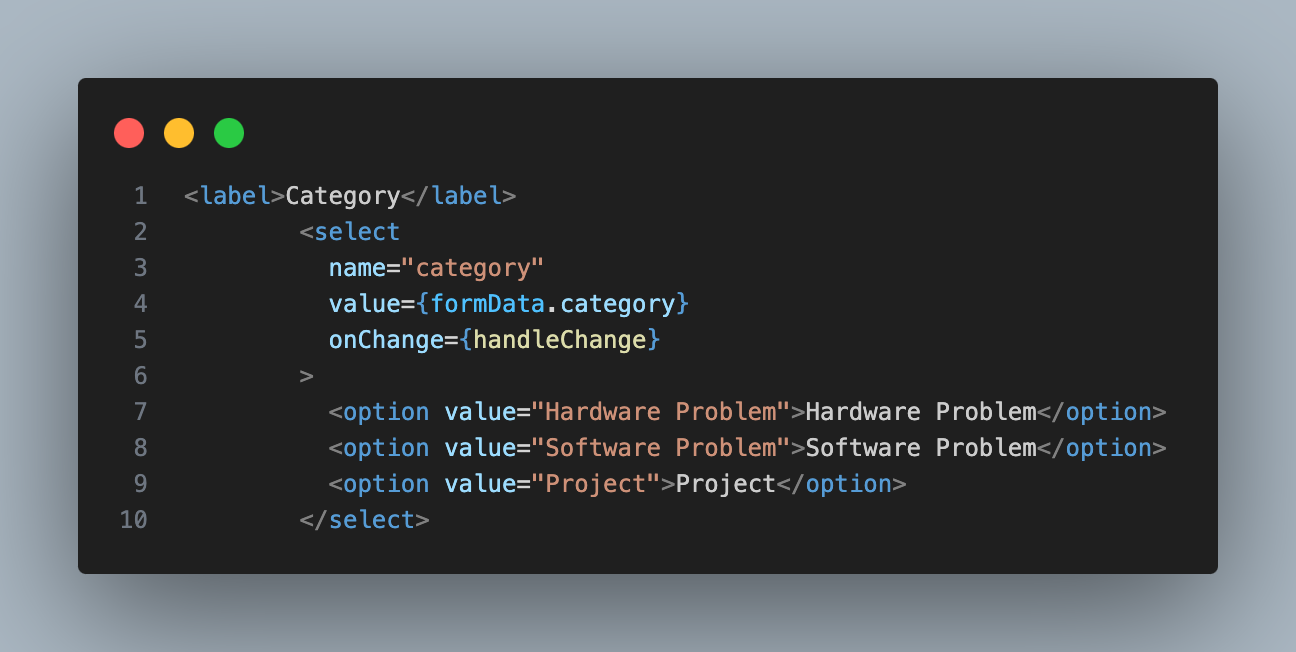 1 <label>Category</label>
2         <select
3           name="category"
4           value={formData.category}
5           onChange={handleChange}
6         >
7           <option value="Hardware Problem">Hardware Problem</option>
8           <option value="Software Problem">Software Problem</option>
9           <option value="Project">Project</option>
10         </select>